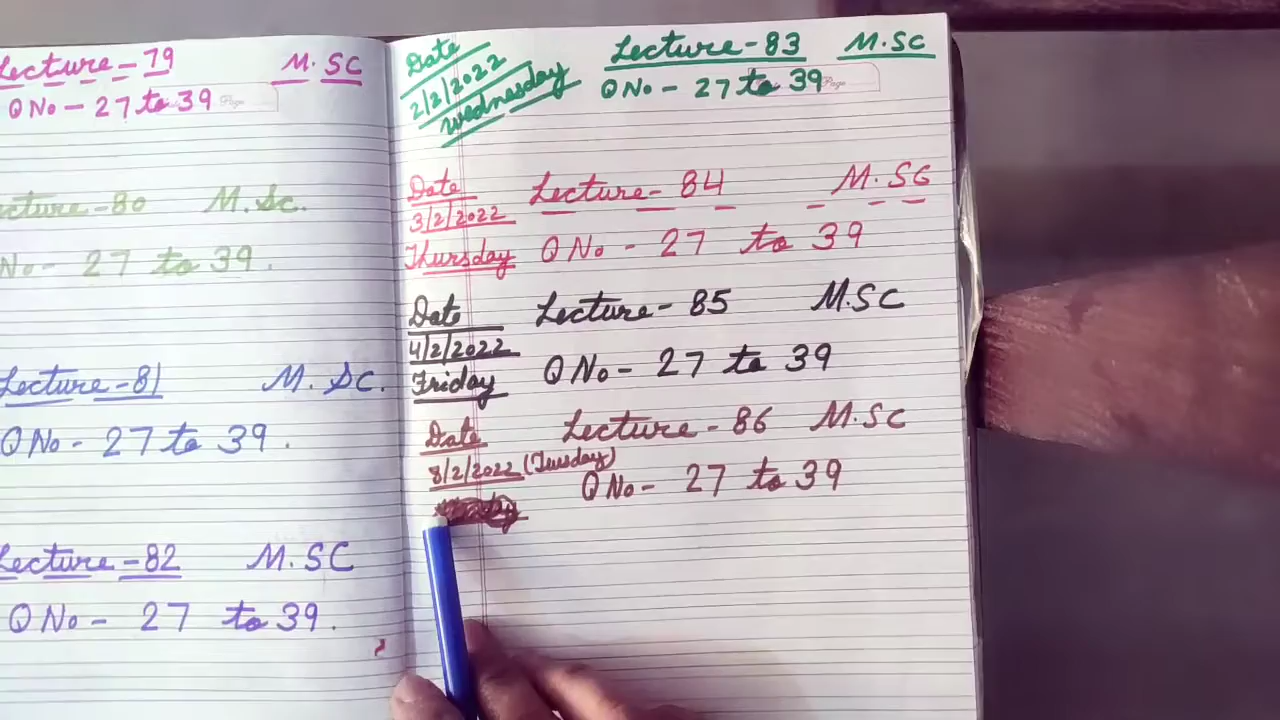 Lecture - 79 M. SC
Q No - 27 to 39
Lecture - 80 M. Sc.
No - 27 to 39.
Lecture - 81 M. Sc.
Q No - 27 to 39.
Lecture - 82 M. SC
Q No - 27 to 39.
Date
2/2/2022
Wednasday
Lecture - 83 M. SC
Q No - 27 to 39
Page
Date
3/2/2022
Thursday
Lecture - 84 M. SC
Q No - 27 to 39
Date
4/2/2022
Friday
Lecture - 85 M. SC
Q No - 27 to 39
Date
8/2/2022 (Tuesday)
Lecture - 86 M. SC
Q No - 27 to 39